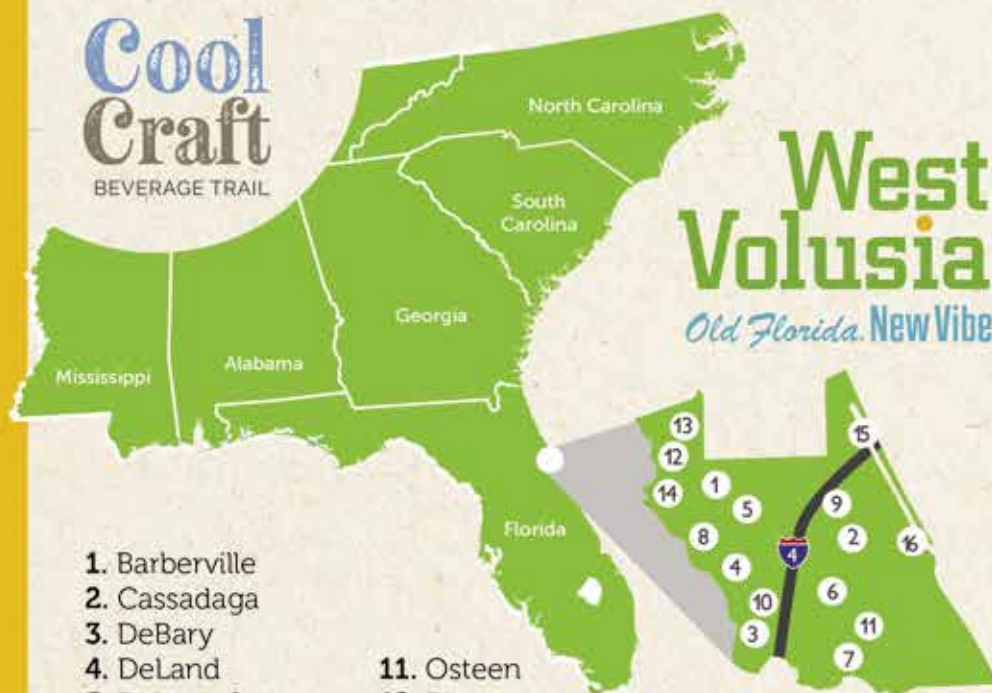 Cool
Craft
BEVERAGE TRAIL
North Carolina
South
Carolina
Georgia
Alabama
Mississippi
Florida
West
Volusia
Old Florida. New Vibe
13
12
14
1
5
8
4
10
3
15
9
2
16
4
6
11
7
1. Barberville
2. Cassadaga
3. DeBary
4. DeLand
11. Osteen